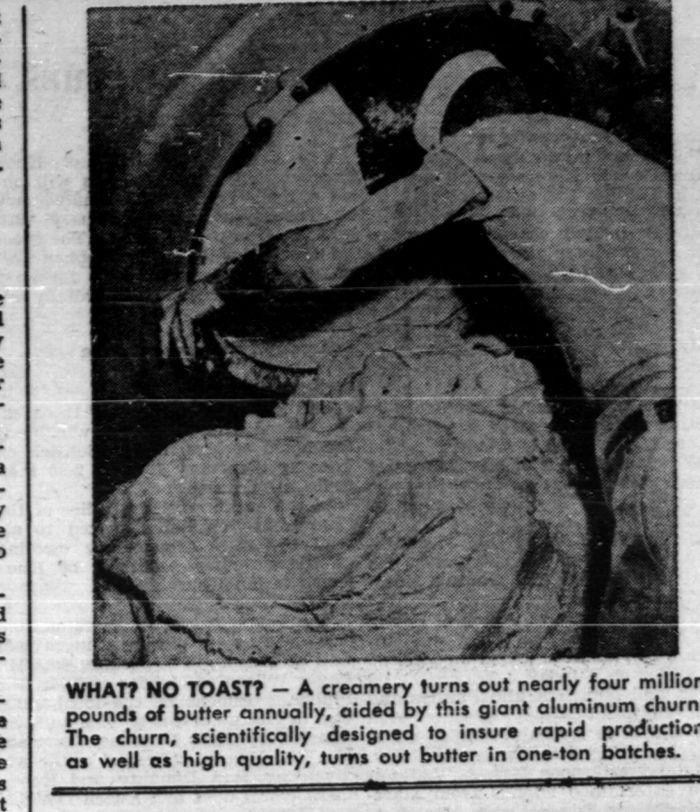 WHAT? NO TOAST? — A creamery turns out nearly four million
pounds of butter annually, aided by this giant aluminum churn
The churn, scientifically designed to insure rapid production
as well as high quality, turns out butter in one-ton batches.